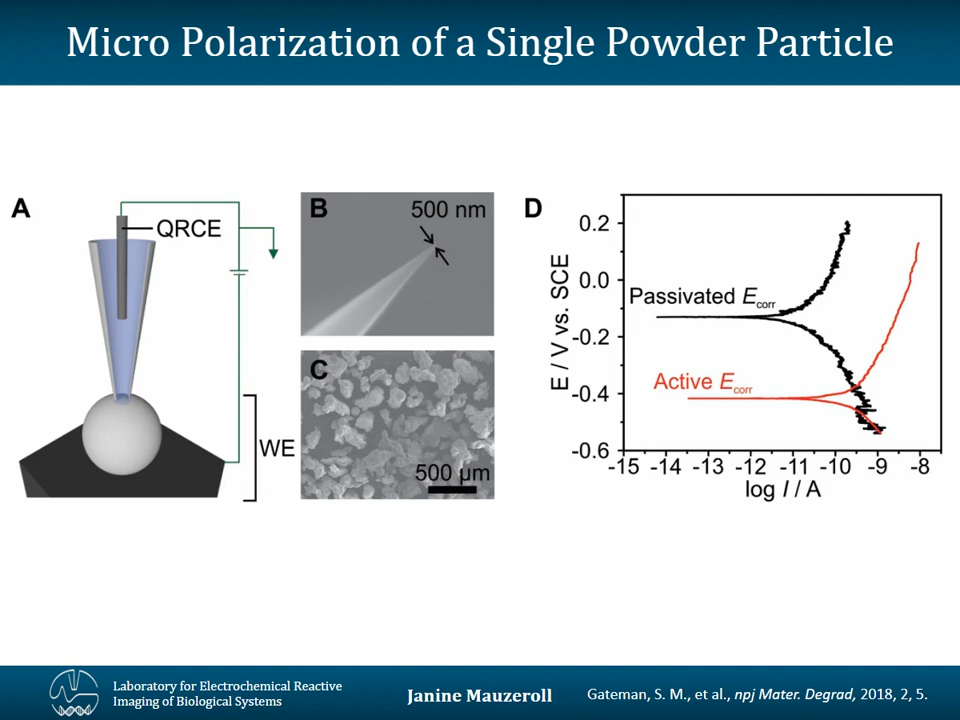 Micro Polarization of a Single Powder Particle
A
QRCE
WE
B
500 nm
C
500 µm
D
E / V vs. SCE
0.2
0.0
-0.2
-0.4
-0.6
Passivated Ecorr
Active Ecorr
-15 -14 -13 -12 -11 -10 -9 -8
log I / A
Laboratory for Electrochemical Reactive
Imaging of Biological Systems
Janine Mauzeroll
Gateman, S. M., et al., npj Mater. Degrad, 2018, 2, 5.